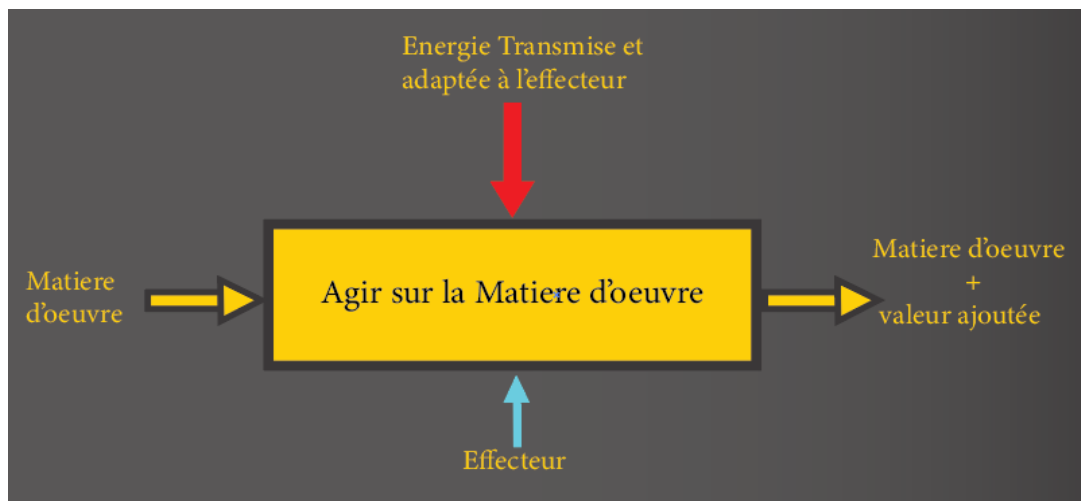 Energie Transmise et
adaptée à l'effecteur
Matiere
d'oeuvre
Agir sur la Matiere d'oeuvre
Matiere d'oeuvre
+
valeur ajoutée
Effecteur